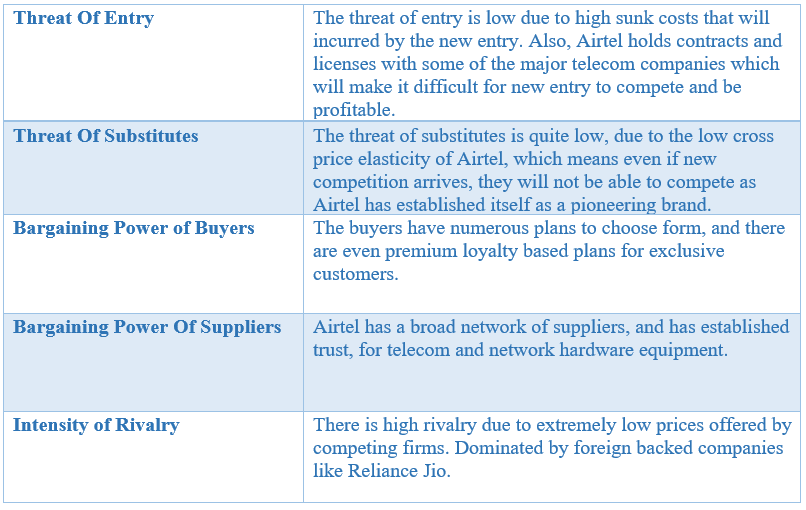 Threat Of Entry
The threat of entry is low due to high sunk costs that will
incurred by the new entry. Also, Airtel holds contracts and
licenses with some of the major telecom companies which
will make it difficult for new entry to compete and be
profitable.
Threat Of Substitutes
The threat of substitutes is quite low, due to the low cross
price elasticity of Airtel, which means even if new
competition arrives, they will not be able to compete as
Airtel has established itself as a pioneering brand.
Bargaining Power of Buyers
The buyers have numerous plans to choose form, and there
are even premium loyalty based plans for exclusive
customers.
Bargaining Power Of Suppliers
Airtel has a broad network of suppliers, and has established
trust, for telecom and network hardware equipment.
Intensity of Rivalry
There is high rivalry due to extremely low prices offered by
competing firms. Dominated by foreign backed companies
like Reliance Jio.